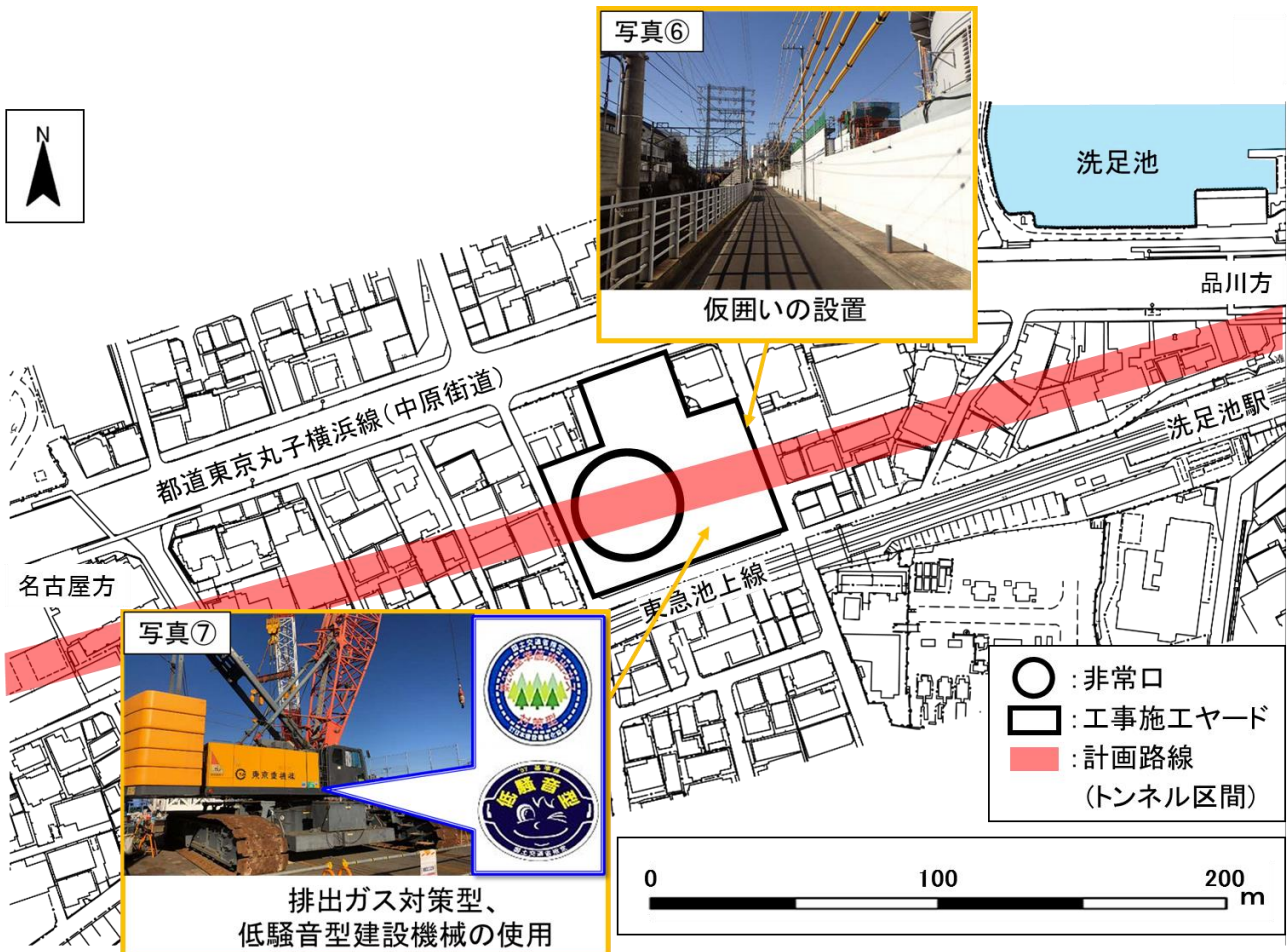 写真⑥
N
洗足池
品川方
仮囲いの設置
都道東京丸子横浜線(中原街道)
洗足池駅
名古屋方
東急池上線
写真⑦
対策型
低騒音型
排出ガス対策型、
低騒音型建設機械の使用
:非常口
:工事施工ヤード
:計画路線
(トンネル区間)
0 100 200
m